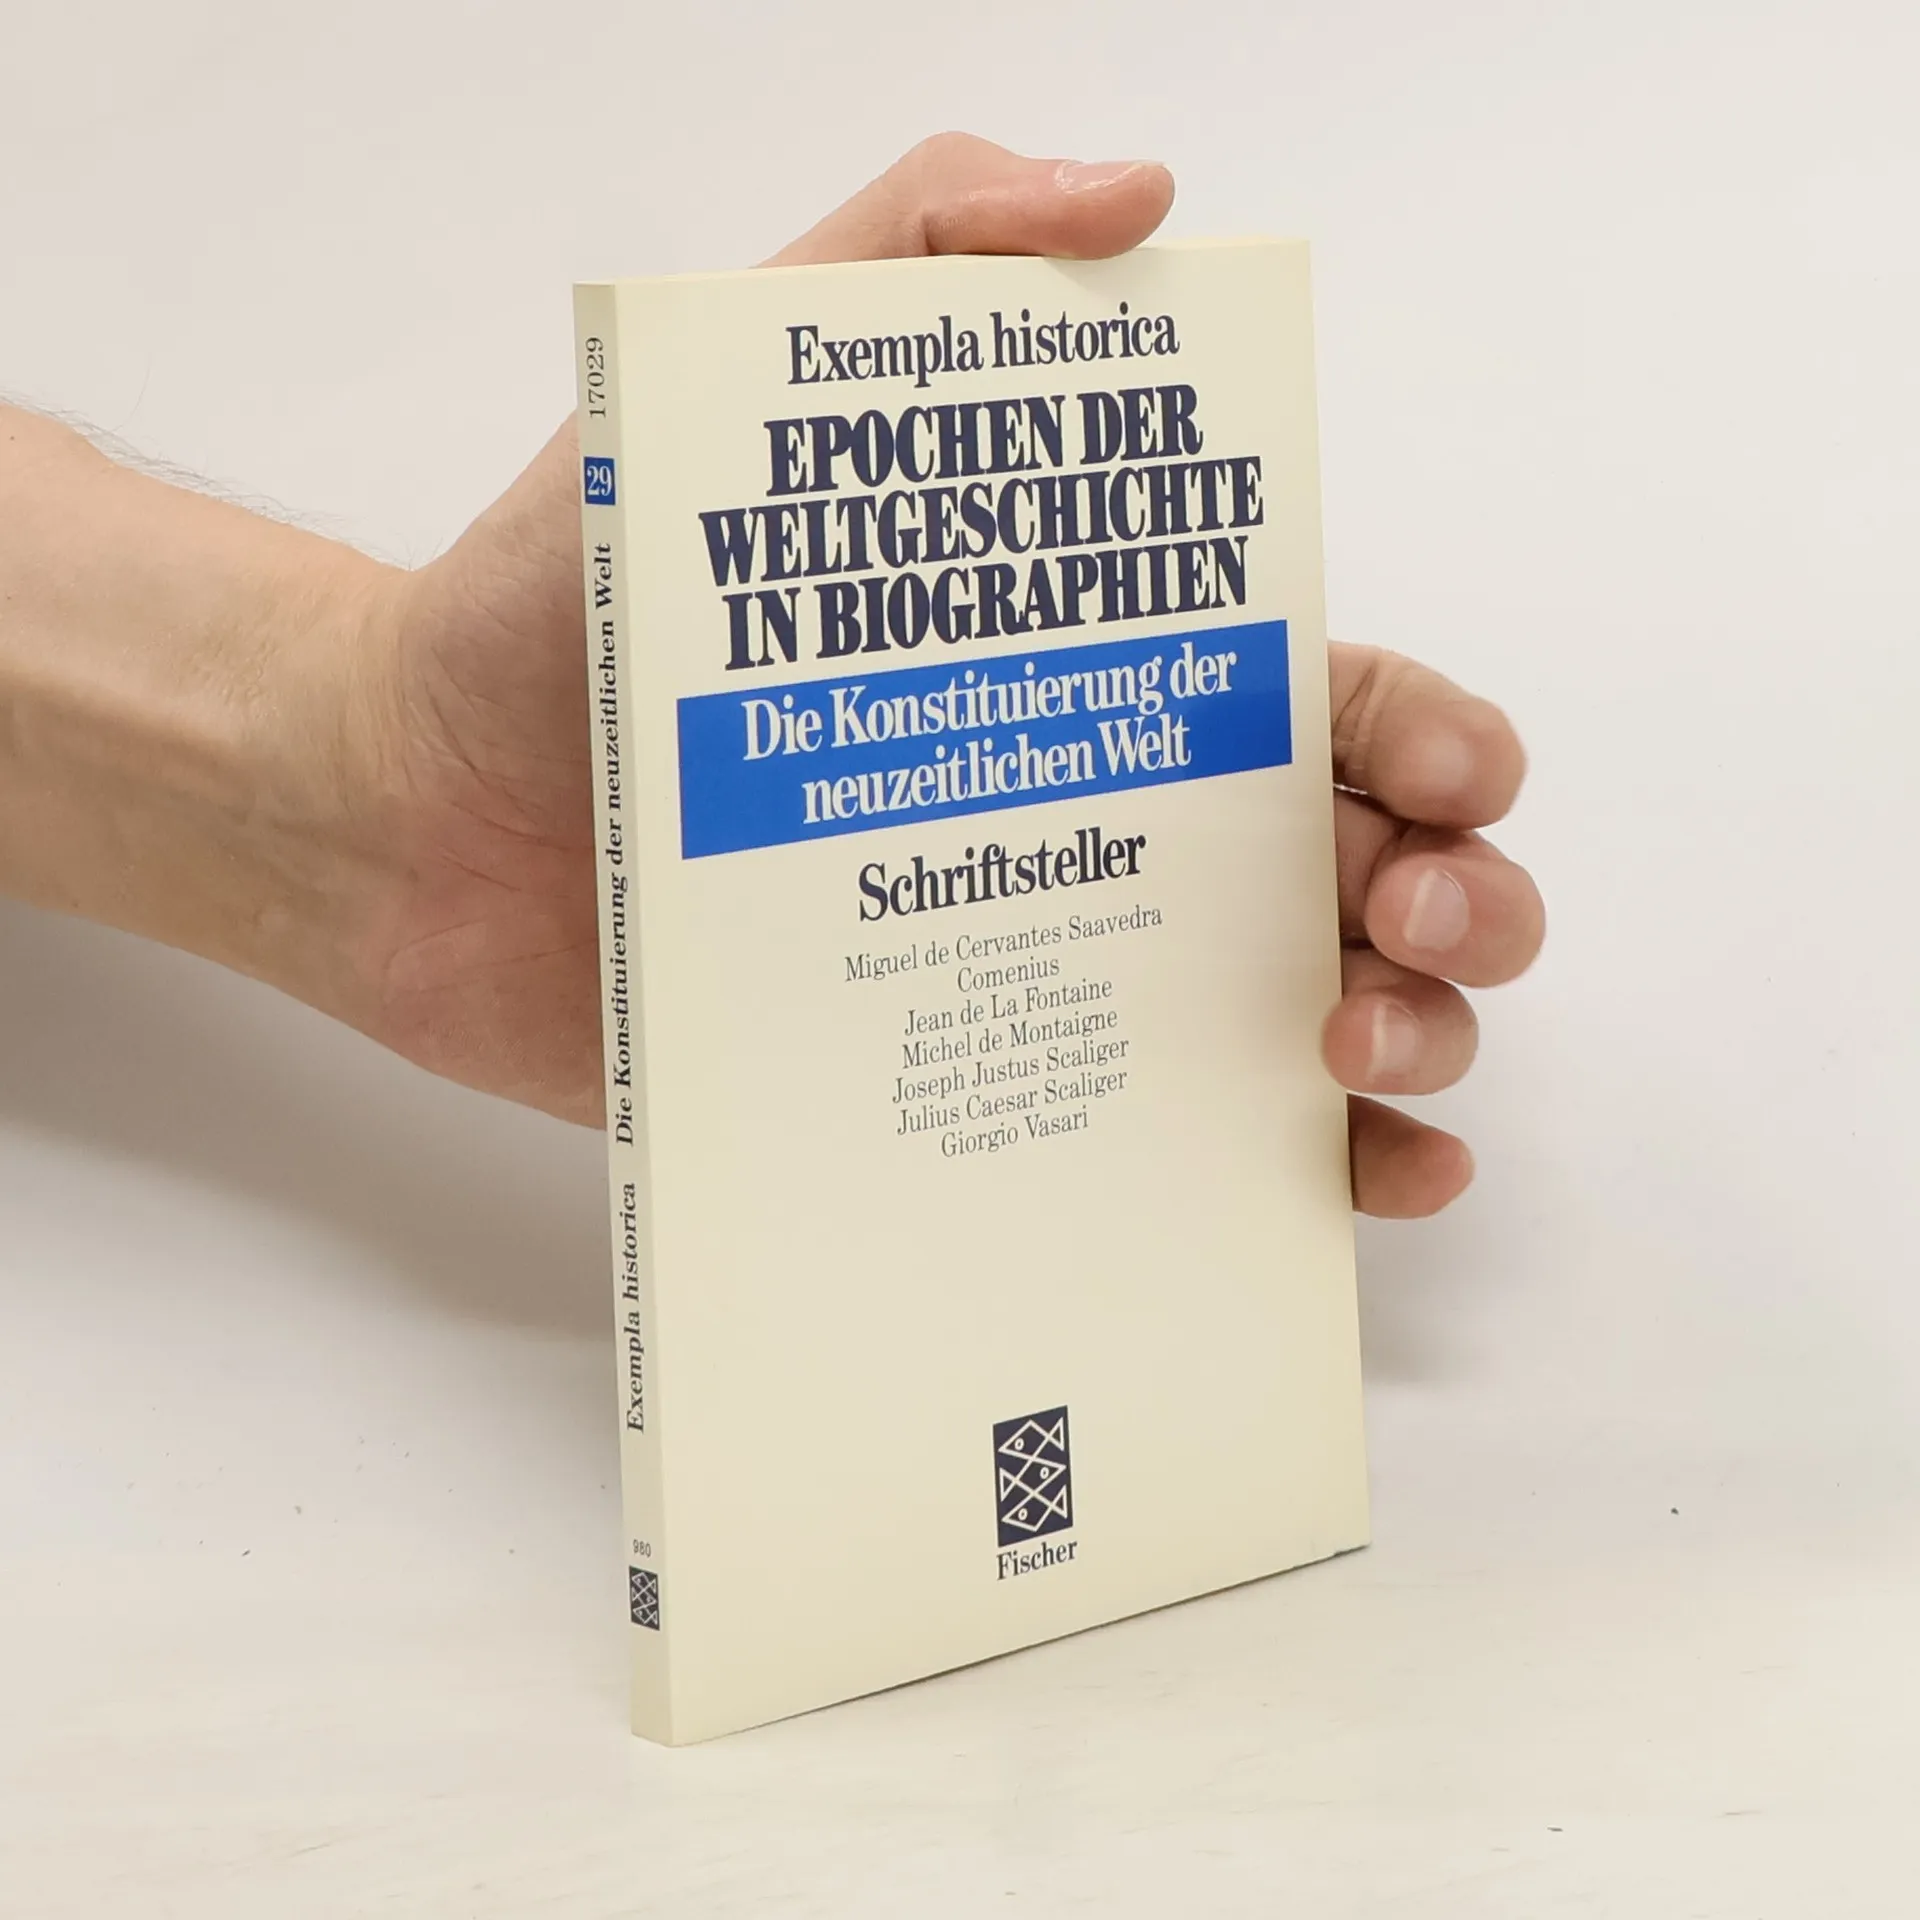 Exempla historica
EPOCHEN DER
WELTGESCHICHTE
IN BIOGRAPHIEN
Die Konstituierung der
neuzeitlichen Welt
Schriftsteller
Miguel de Cervantes Saavedra
Comenius
Jean de La Fontaine
Michel de Montaigne
Joseph Justus Scaliger
Julius Caesar Scaliger
Giorgio Vasari
Fischer
17029
29
Exempla historica Die Konstituierung der neuzeitlichen Welt
980